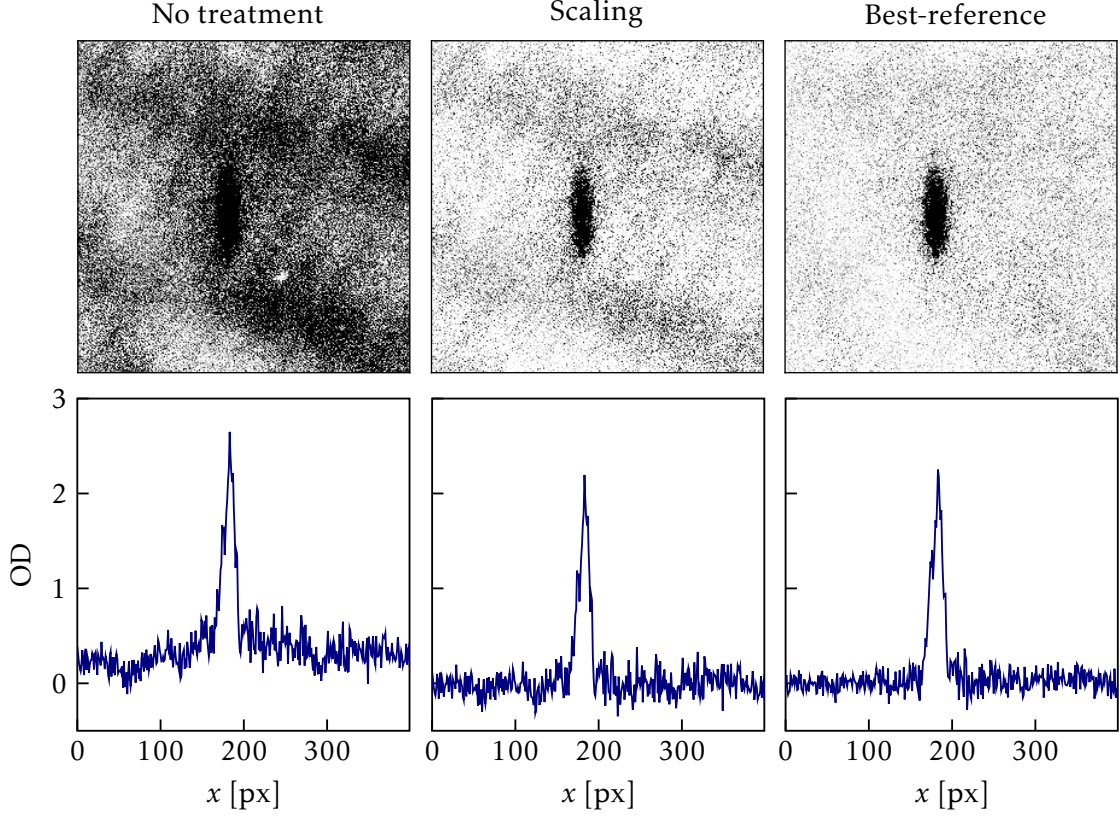 No treatment
Scaling
Best-reference
3
2
1
0
OD
0 100 200 300
0 100 200 300
0 100 200 300
x [px]
x [px]
x [px]